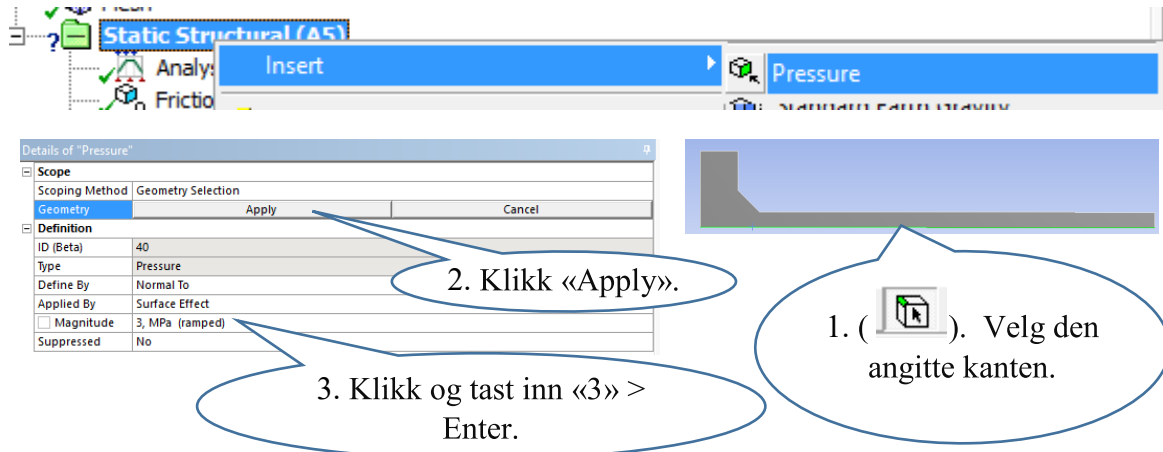 Static Structural (A5)
Insert
Pressure
Details of "Pressure"
Scope
Scoping Method Geometry Selection
Geometry Apply Cancel
Definition
ID (Beta) 40
Type Pressure
Define By Normal To
Applied By Surface Effect
Magnitude 3, MPa (ramped)
Suppressed No
2. Klikk «Apply».
3. Klikk og tast inn «3» >
Enter.
1. ( ). Velg den
angitte kanten.